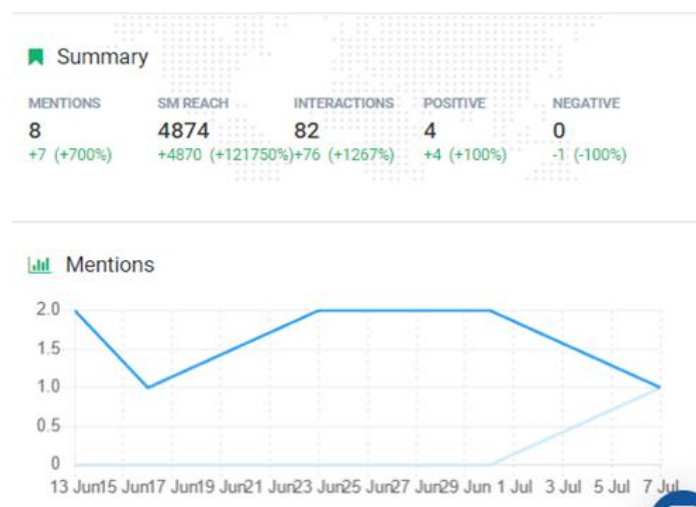 Summary
MENTIONS SM REACH INTERACTIONS POSITIVE NEGATIVE
8 4874 82 4 0
+7 (+700%) +4870 (+121750%) +76 (+1267%) +4 (+100%) -1 (-100%)
Mentions
2.0
1.5
1.0
0.5
0
13 Jun 15 Jun 17 Jun 19 Jun 21 Jun 23 Jun 25 Jun 27 Jun 29 Jun 1 Jul 3 Jul 5 Jul 7 Jul